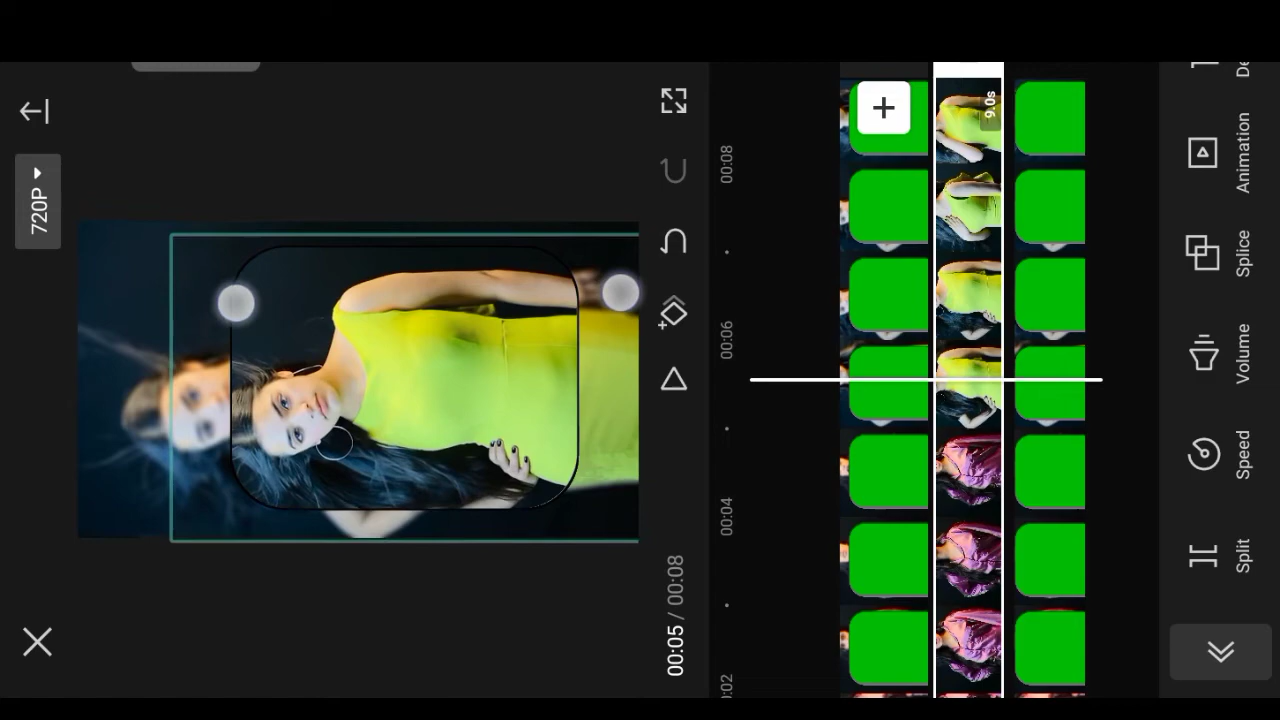 720P
00:05 / 00:08
:02
00:04
00:06
00:08
9.0s
Split
Speed
Volume
Splice
Animation
De